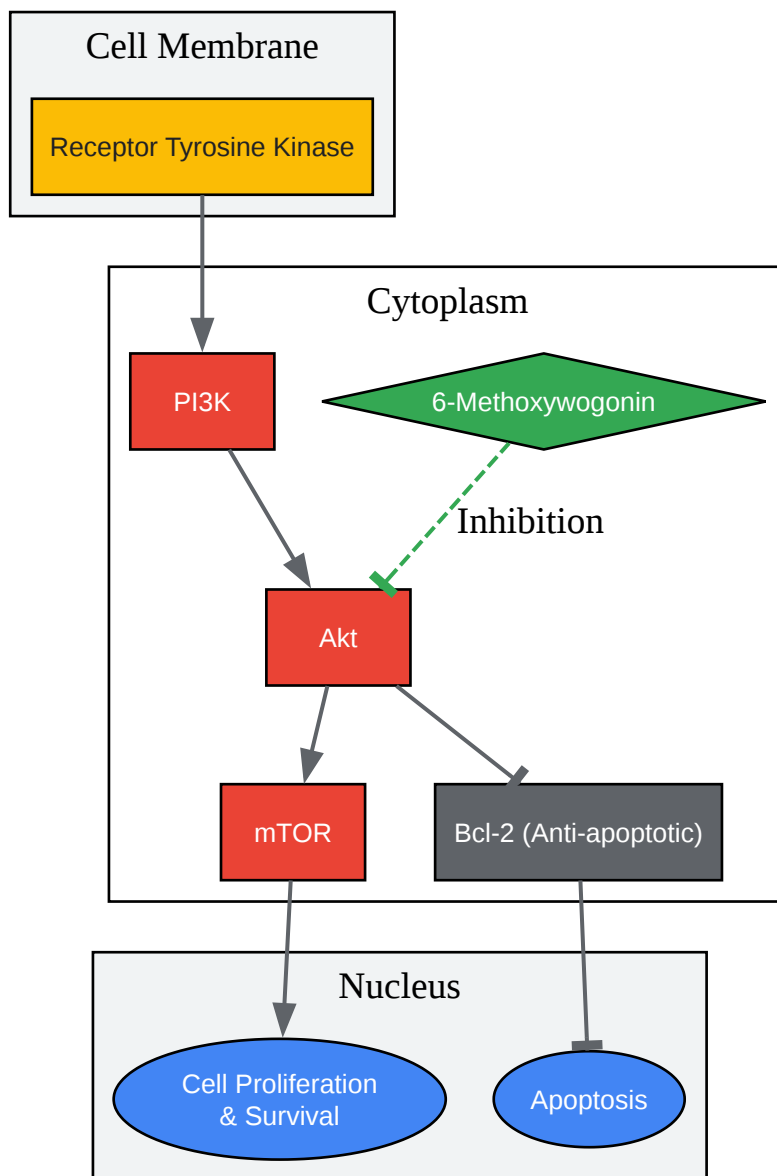 Cell Membrane
Receptor Tyrosine Kinase
Cytoplasm
PI3K
6-Methoxywogonin
Inhibition
Akt
mTOR
Bcl-2 (Anti-apoptotic)
Nucleus
Cell Proliferation
& Survival
Apoptosis